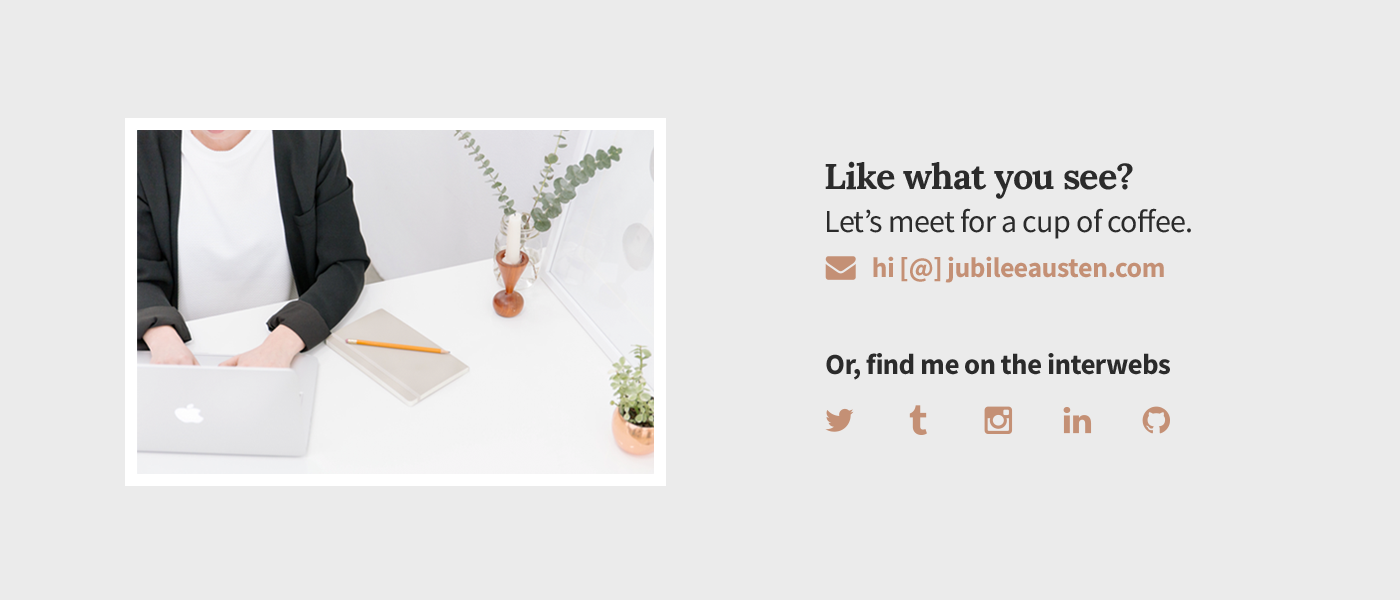 Like what you see?
Let’s meet for a cup of coffee.
hi [@] jubileeausten.com
Or, find me on the interwebs